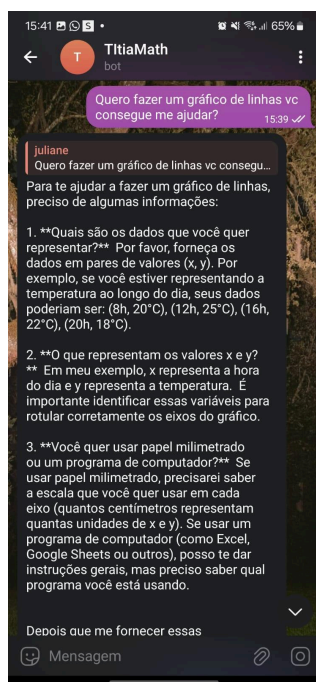 15:41 S • 65%
T TItiaMath
bot
Quero fazer um gráfico de linhas vc
consegue me ajudar?
15:39
juliane
Quero fazer um gráfico de linhas vc consegu...
Para te ajudar a fazer um gráfico de linhas,
preciso de algumas informações:
1. **Quais são os dados que você quer
representar?** Por favor, forneça os
dados em pares de valores (x, y). Por
exemplo, se você estiver representando a
temperatura ao longo do dia, seus dados
poderiam ser: (8h, 20°C), (12h, 25°C), (16h,
22°C), (20h, 18°C).
2. **O que representam os valores x e y?
** Em meu exemplo, x representa a hora
do dia e y representa a temperatura. É
importante identificar essas variáveis para
rotular corretamente os eixos do gráfico.
3. **Você quer usar papel milimetrado
ou um programa de computador?** Se
usar papel milimetrado, precisarei saber
a escala que você quer usar em cada
eixo (quantos centímetros representam
quantas unidades de x e y). Se usar um
programa de computador (como Excel,
Google Sheets ou outros), posso te dar
instruções gerais, mas preciso saber qual
programa você está usando.
Depois que me fornecer essas
Mensagem